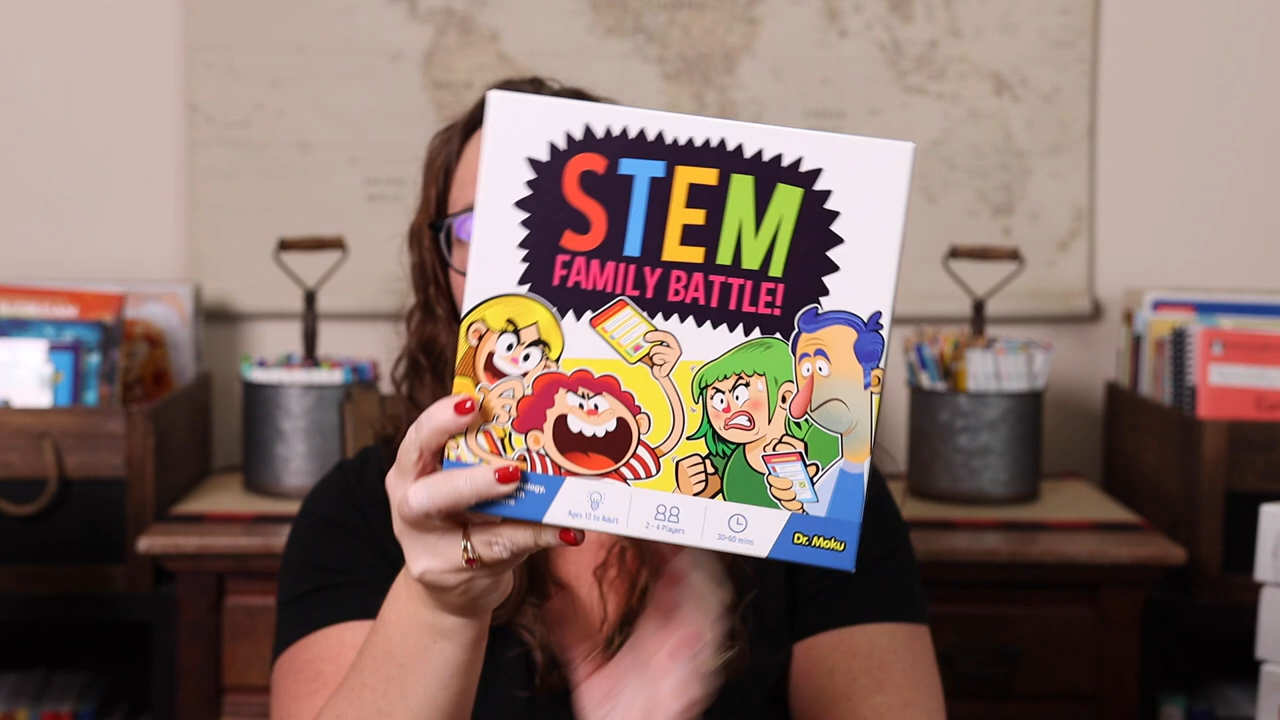 STEM
FAMILY BATTLE!
Ages 12 to Adult
2-4 Players
30-60 mins
Dr. Moku